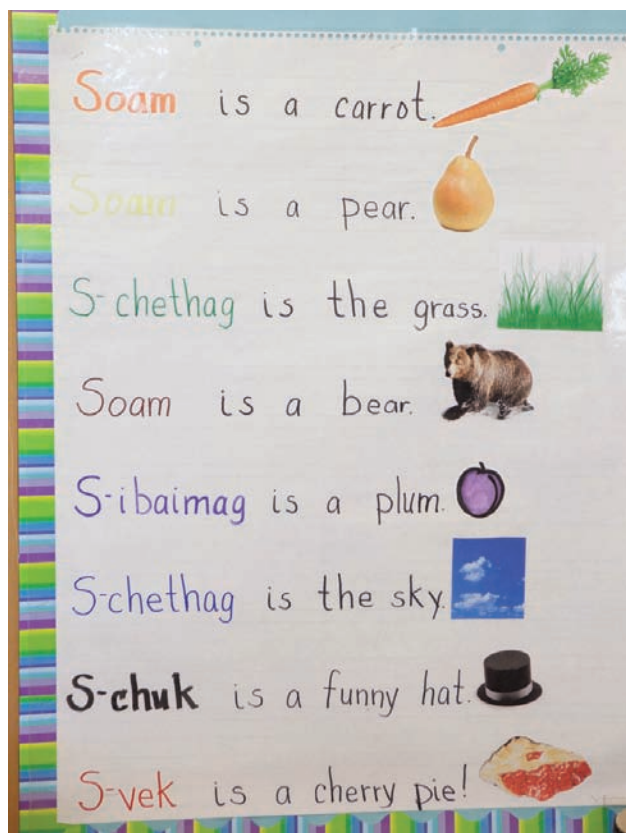 Soam is a carrot.
Soam is a pear.
S-chethag is the grass.
Soam is a bear.
S-ibaimag is a plum.
S-chethag is the sky.
S-chuk is a funny hat.
S-vek is a cherry pie!